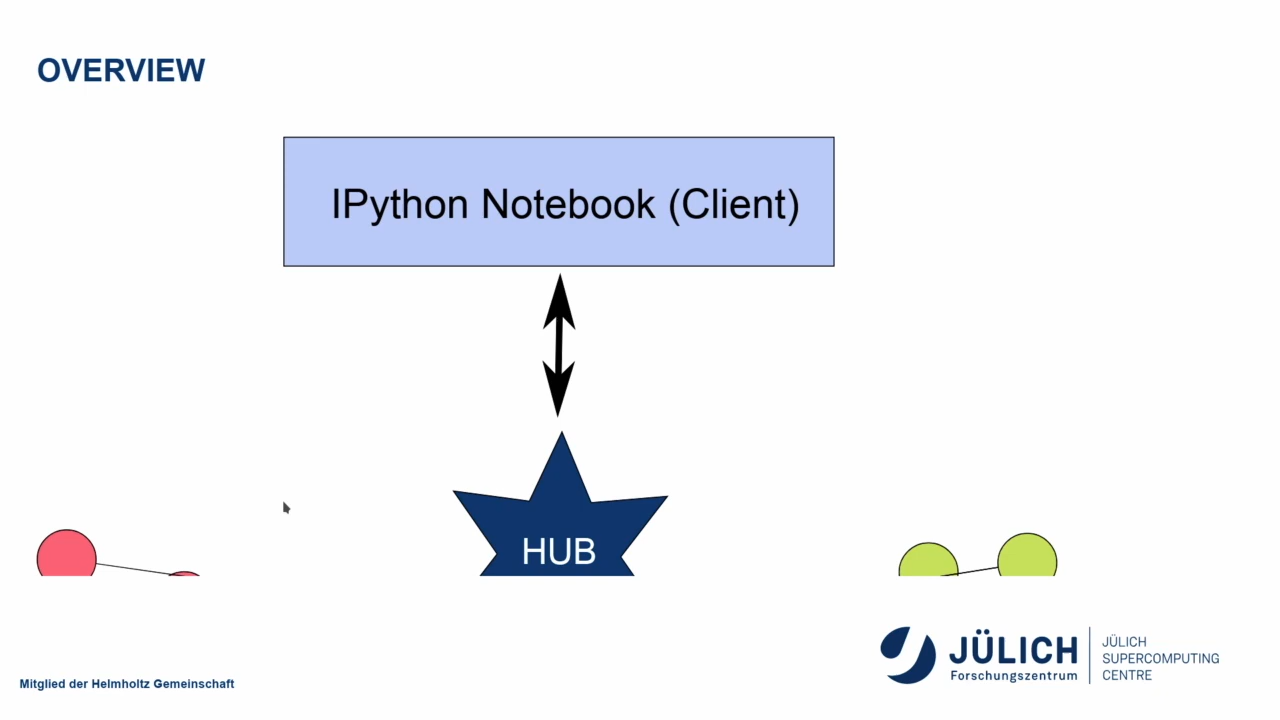 OVERVIEW
IPython Notebook (Client)
HUB
JÜLICH
Forschungszentrum
JÜLICH
SUPERCOMPUTING
CENTRE
Mitglied der Helmholtz Gemeinschaft